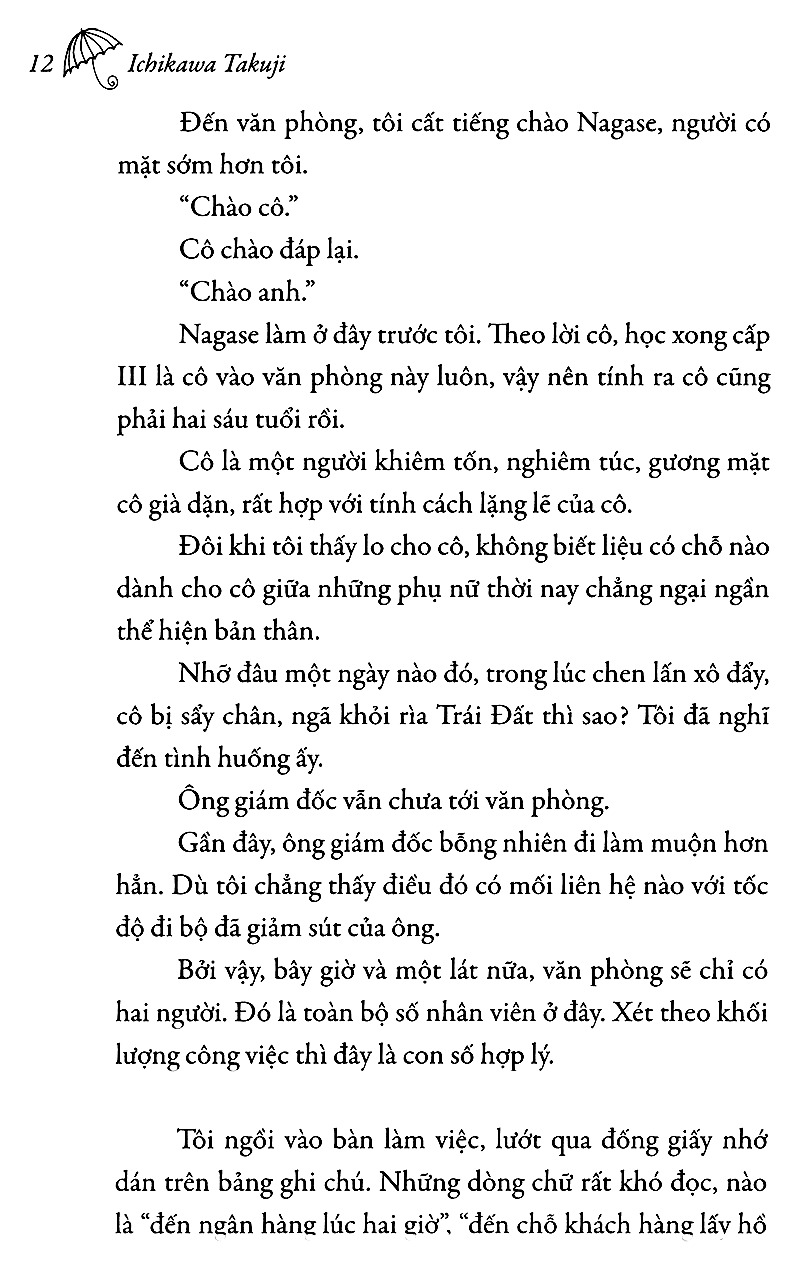 12 Ichikawa Takuji
Đến văn phòng, tôi cất tiếng chào Nagase, người có
mặt sớm hơn tôi.
“Chào cô.”
Cô chào đáp lại.
“Chào anh.”
Nagase làm ở đây trước tôi. Theo lời cô, học xong cấp
III là cô vào văn phòng này luôn, vậy nên tính ra cô cũng
phải hai sáu tuổi rồi.
Cô là một người khiêm tốn, nghiêm túc, gương mặt
cô già dặn, rất hợp với tính cách lặng lẽ của cô.
Đôi khi tôi thấy lo cho cô, không biết liệu có chỗ nào
dành cho cô giữa những phụ nữ thời nay chẳng ngại ngần
thể hiện bản thân.
Nhỡ đâu một ngày nào đó, trong lúc chen lấn xô đẩy,
cô bị sẩy chân, ngã khỏi rìa Trái Đất thì sao? Tôi đã nghĩ
đến tình huống ấy.
Ông giám đốc vẫn chưa tới văn phòng.
Gần đây, ông giám đốc bỗng nhiên đi làm muộn hơn
hẳn. Dù tôi chẳng thấy điều đó có mối liên hệ nào với tốc
độ đi bộ đã giảm sút của ông.
Bởi vậy, bây giờ và một lát nữa, văn phòng sẽ chỉ có
hai người. Đó là toàn bộ số nhân viên ở đây. Xét theo khối
lượng công việc thì đây là con số hợp lý.
Tôi ngồi vào bàn làm việc, lướt qua đống giấy nhớ
dán trên bảng ghi chú. Những dòng chữ rất khó đọc, nào
là “đến ngân hàng lúc hai giờ”, “đến chỗ khách hàng lấy hồ